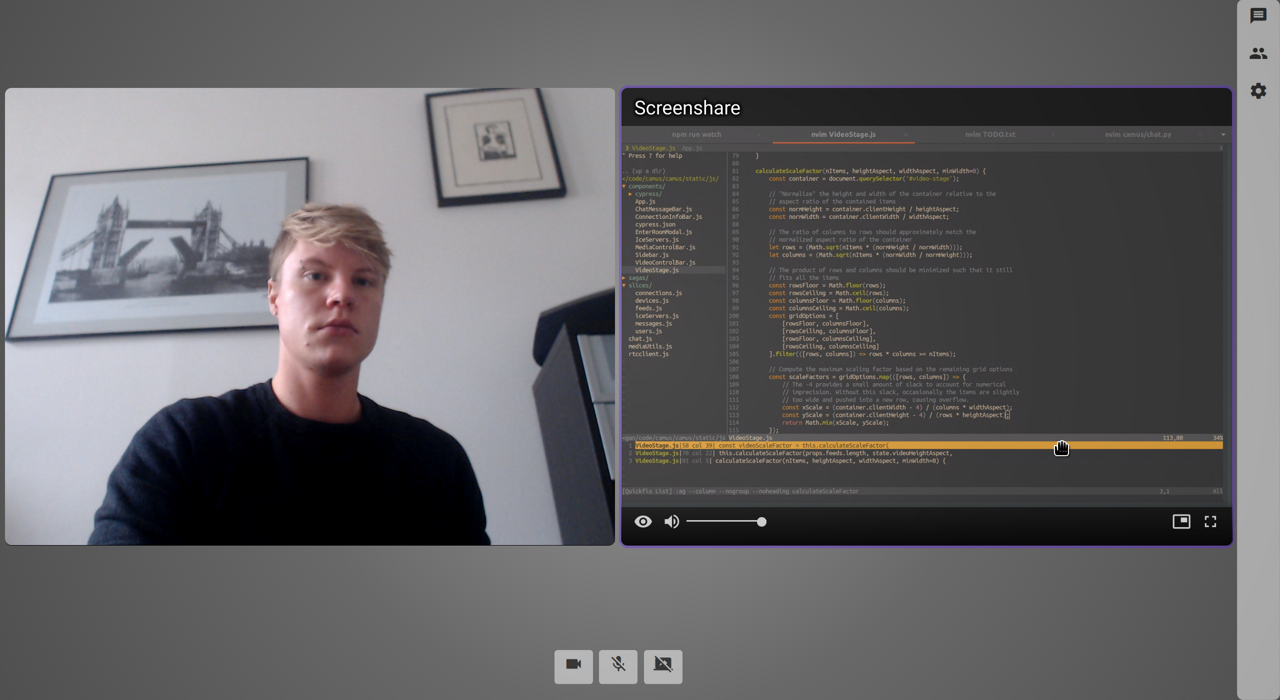 Screenshare
npm run watch
nvim VideoStage.js
nvim TODO.txt
nvim camus/chat.py
3 VideoStage.js App.js
" Press ? for help
.. (up a dir)
</code/camus/camus/static/js/
▾ components/
▸ cypress/
App.js
ChatMessageBar.js
ConnectionInfoBar.js
cypress.json
EnterRoomModal.js
IceServers.js
MediaControlBar.js
Sidebar.js
VideoControlBar.js
VideoStage.js
▸ sagas/
▾ slices/
connections.js
devices.js
feeds.js
iceServers.js
messages.js
users.js
chat.js
mediaUtils.js
rtcclient.js
79 }
80
81 calculateScaleFactor(nItems, heightAspect, widthAspect, minWidth=0) {
82 const container = document.querySelector('#video-stage');
83
84 // "Normalize" the height and width of the container relative to the
85 // aspect ratio of the contained items
86 const normHeight = container.clientHeight / heightAspect;
87 const normWidth = container.clientWidth / widthAspect;
88
89 // The ratio of columns to rows should approximately match the
90 // normalized aspect ratio of the container
91 let rows = (Math.sqrt(nItems * (normHeight / normWidth)));
92 let columns = (Math.sqrt(nItems * (normWidth / normHeight)));
93
94 // The product of rows and columns should be minimized such that it still
95 // fits all the items
96 const rowsFloor = Math.floor(rows);
97 const rowsCeiling = Math.ceil(rows);
98 const columnsFloor = Math.floor(columns);
99 const columnsCeiling = Math.ceil(columns);
100 const gridOptions = [
101 [rowsFloor, columnsFloor],
102 [rowsCeiling, columnsFloor],
103 [rowsFloor, columnsCeiling],
104 [rowsCeiling, columnsCeiling]
105 ].filter(([rows, columns]) => rows * columns >= nItems);
106
107 // Compute the maximum scaling factor based on the remaining grid options
108 const scaleFactors = gridOptions.map(([rows, columns]) => {
109 // The -4 provides a small amount of slack to account for numerical
110 // imprecision. Without this slack, occasionally the items are slightly
111 // too wide and pushed into a new row, causing overflow.
112 const xScale = (container.clientWidth - 4) / (columns * widthAspect);
113 const yScale = (container.clientHeight - 4) / (rows * heightAspect);
114 return Math.min(xScale, yScale);
115 });
<gas/code/camus/camus/static/js VideoStage.js 113,80 34%
1 VideoStage.js|58 col 39| const videoScaleFactor = this.calculateScaleFactor(
2 VideoStage.js|70 col 22| this.calculateScaleFactor(props.feeds.length, state.videoHeightAspect,
3 VideoStage.js|81 col 5| calculateScaleFactor(nItems, heightAspect, widthAspect, minWidth=0) {
[Quickfix List] :ag --column --nogroup --noheading calculateScaleFactor 1,1 All